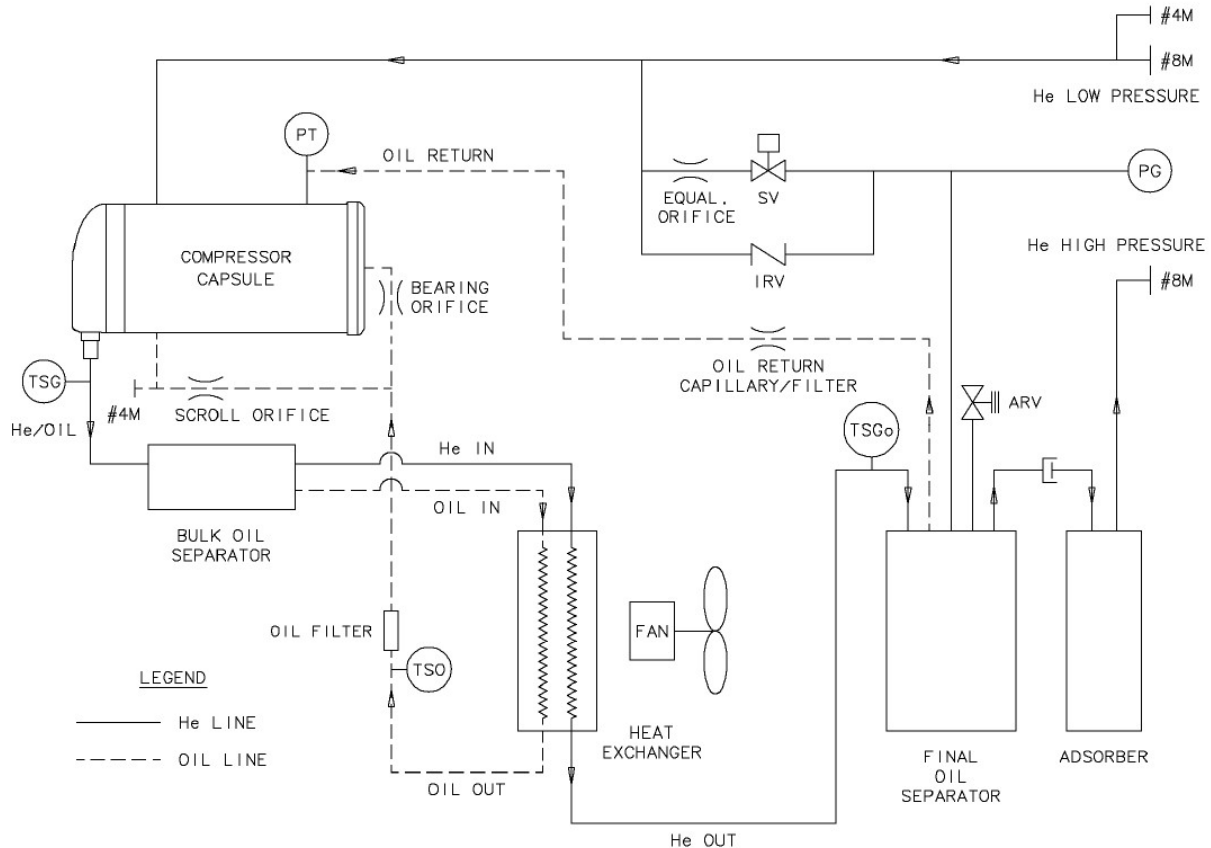 #4M
#8M
He LOW PRESSURE
PT
OIL RETURN
EQUAL.
ORIFICE
SV
PG
He HIGH PRESSURE
#8M
IRV
COMPRESSOR
CAPSULE
BEARING
ORIFICE
OIL RETURN
CAPILLARY/FILTER
TSG
#4M
SCROLL ORIFICE
ARV
TSGo
He/OIL
He IN
OIL IN
BULK OIL
SEPARATOR
OIL FILTER
FAN
TSO
LEGEND
He LINE
OIL LINE
HEAT
EXCHANGER
FINAL
OIL
SEPARATOR
ADSORBER
OIL OUT
He OUT